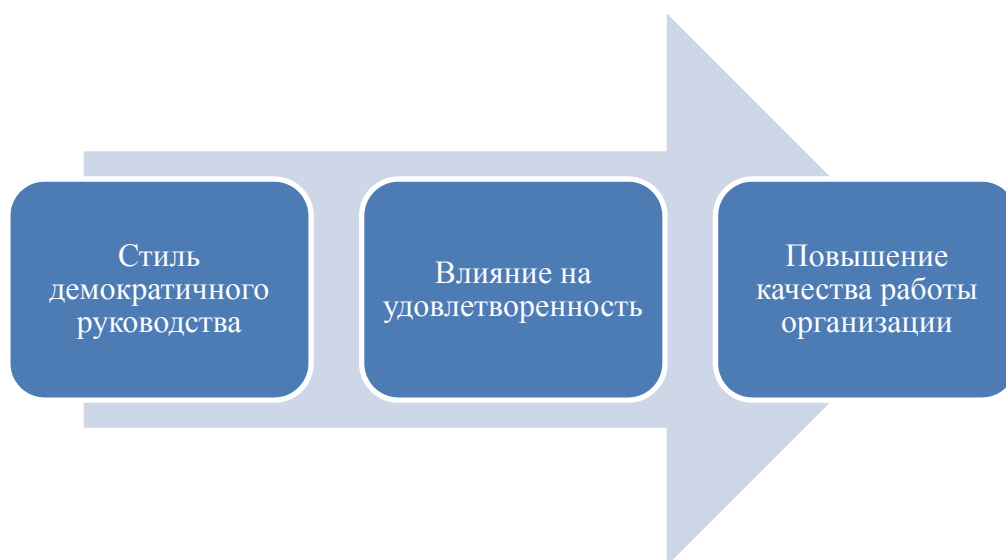 Стиль
демократичного
руководства
Влияние на
удовлетворенность
Повышение
качества работы
организации